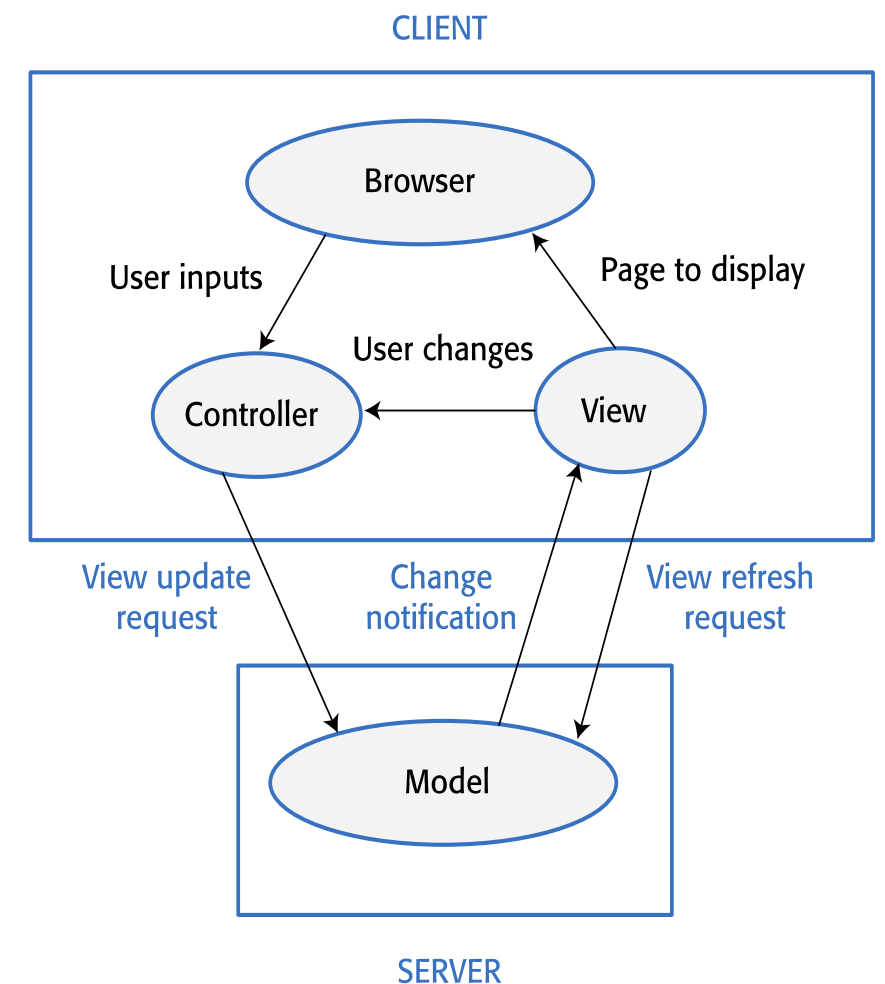 CLIENT
Browser
User inputs
Page to display
User changes
Controller
View
View update
request
Change
notification
View refresh
request
Model
SERVER